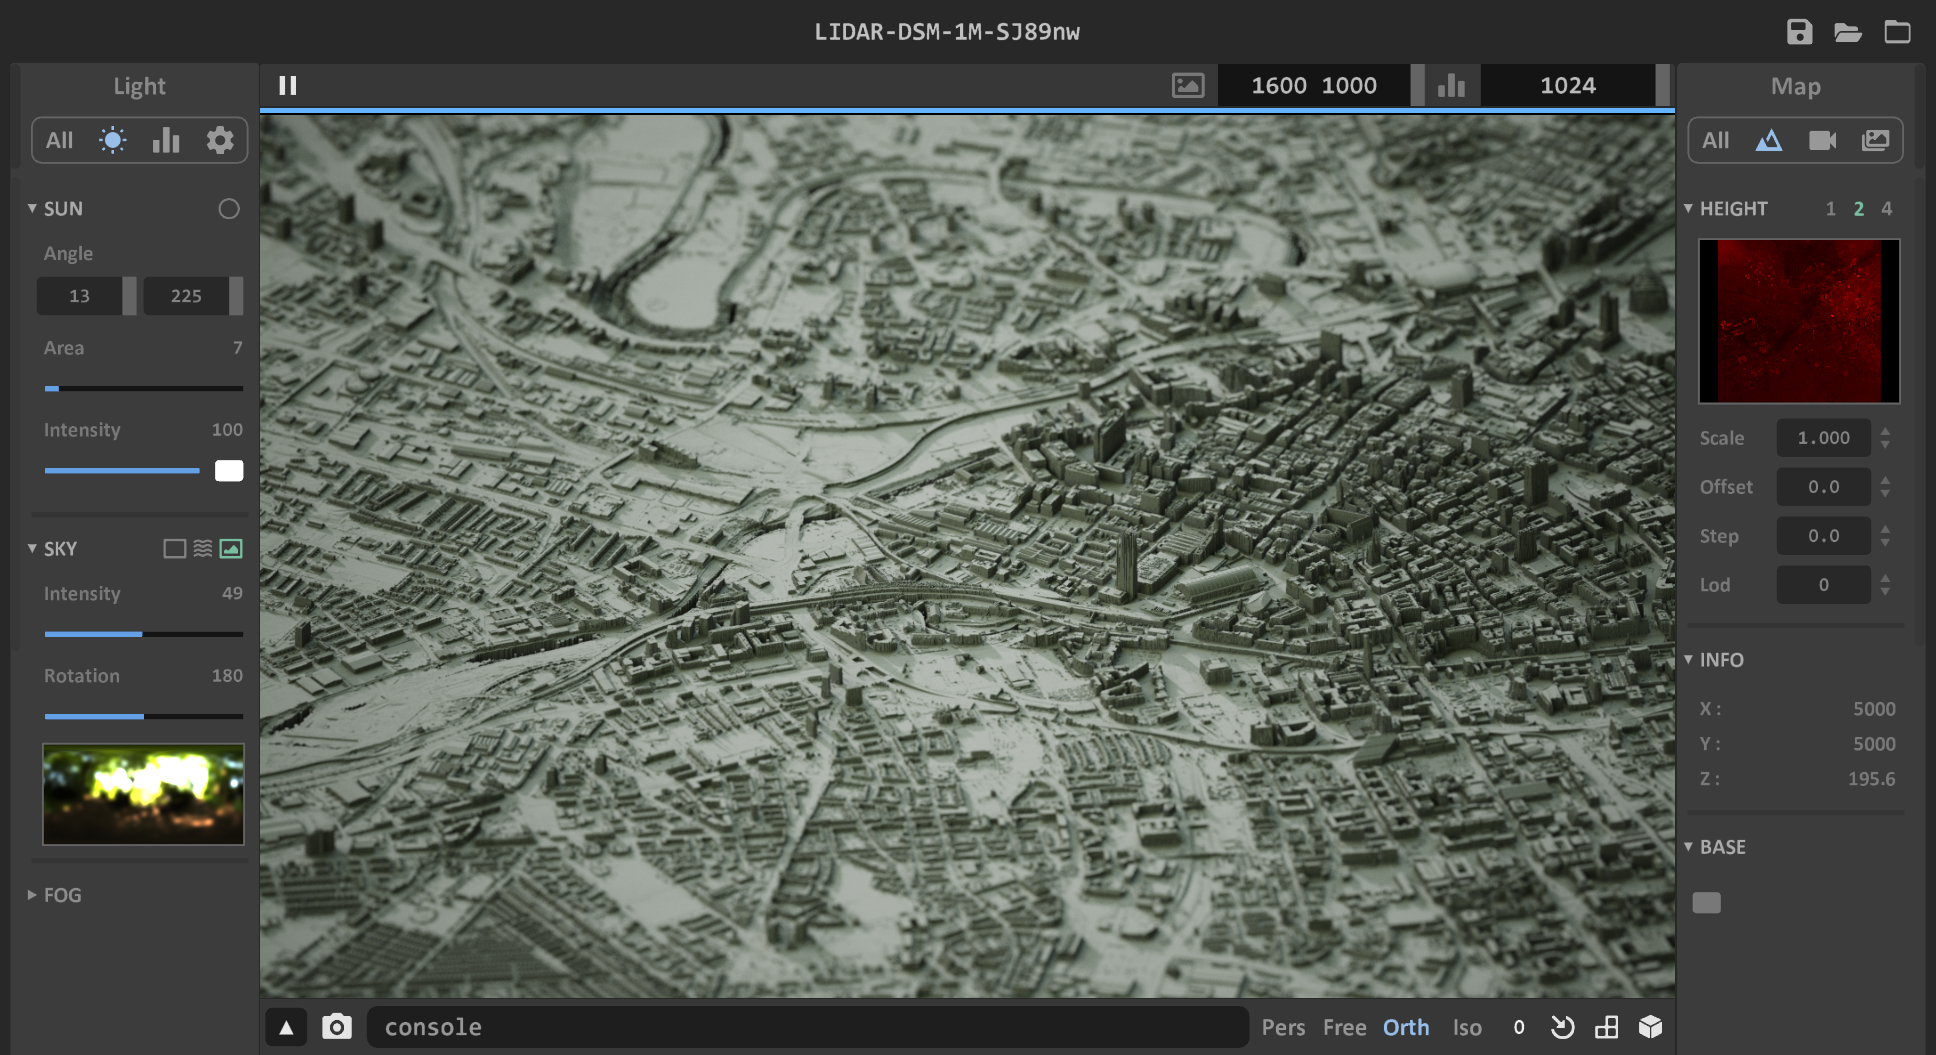 LIDAR-DSM-1M-SJ89nw
Light
1600 1000
1024
Map
All
All
SUN
HEIGHT 1 2 4
Angle
13 225
Area 7
Intensity 100
Scale 1.000
Offset 0.0
Step 0.0
Lod 0
SKY
Intensity 49
Rotation 180
INFO
X : 5000
Y : 5000
Z : 195.6
BASE
FOG
console
Pers Free Orth Iso 0